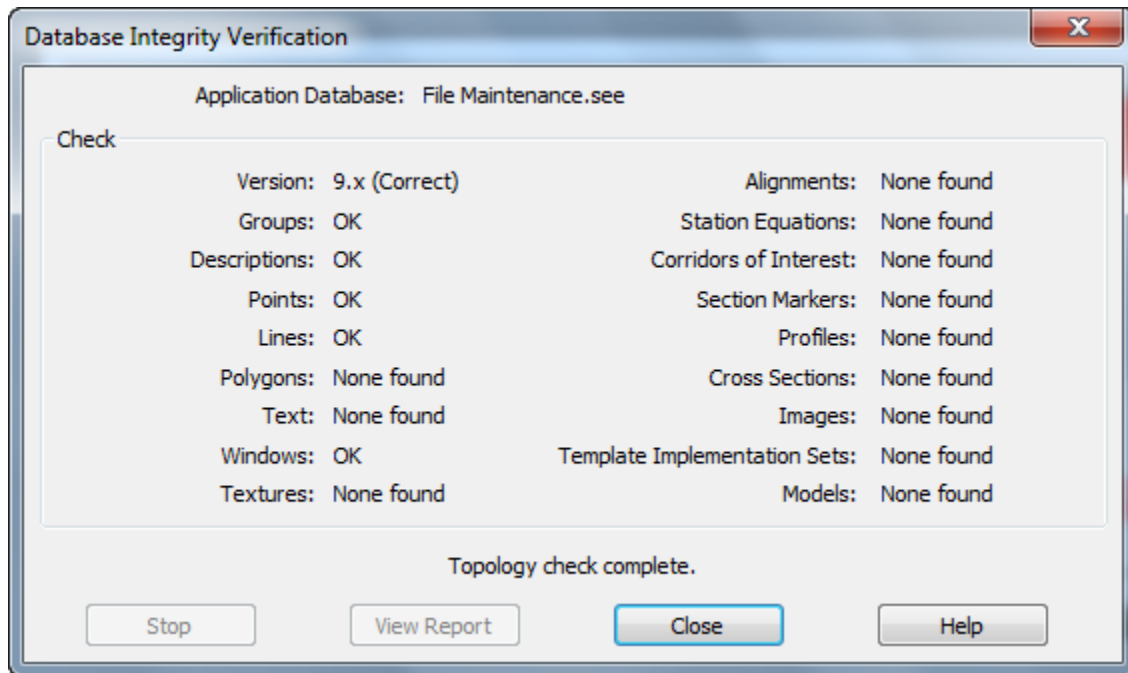 Database Integrity Verification
Application Database: File Maintenance.see
Check
Version: 9.x (Correct)
Groups: OK
Descriptions: OK
Points: OK
Lines: OK
Polygons: None found
Text: None found
Windows: OK
Textures: None found
Alignments: None found
Station Equations: None found
Corridors of Interest: None found
Section Markers: None found
Profiles: None found
Cross Sections: None found
Images: None found
Template Implementation Sets: None found
Models: None found
Topology check complete.
Stop View Report Close Help